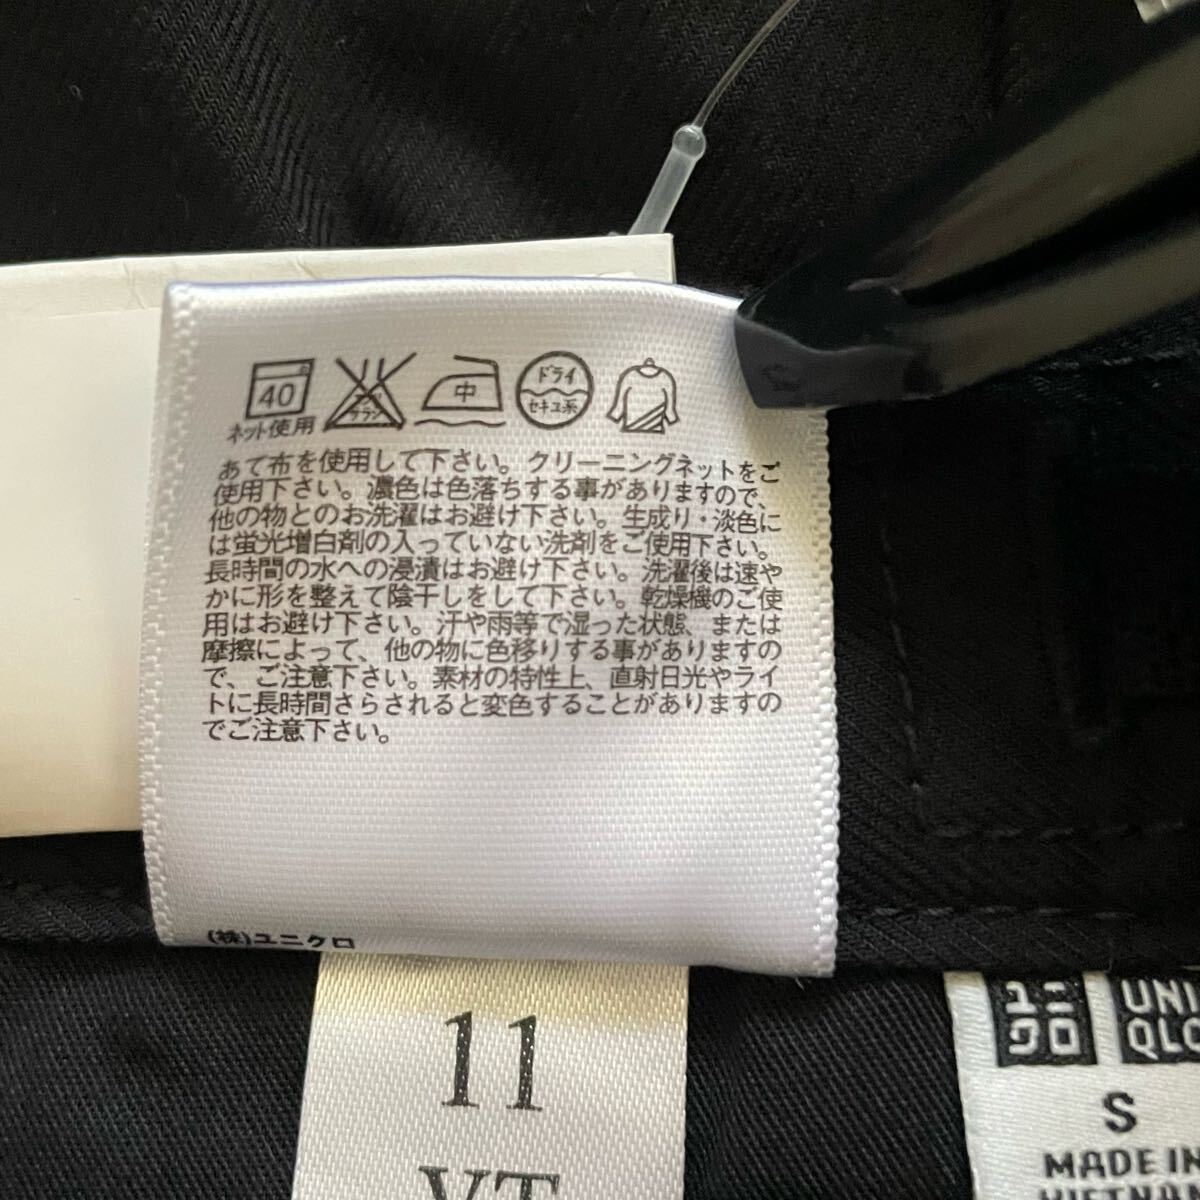 40
中
ドライ
セキユ系
ネット使用
あて布を使用して下さい。クリーニングネットをご
使用下さい。濃色は色落ちする事がありますので、
他の物とのお洗濯はお避け下さい。生成り・淡色に
は蛍光増白剤の入っていない洗剤をご使用下さい。
長時間の水への浸漬はお避け下さい。洗濯後は速や
かに形を整えて陰干しをして下さい。乾燥機のご使
用はお避け下さい。汗や雨等で湿った状態、または
摩擦によって、他の物に色移りする事がありますの
で、ご注意下さい。素材の特性上、直射日光やライ
トに長時間さらされると変色することがありますの
でご注意下さい。
(株)ユニクロ
11
YT
ユニ
クロ
UNI
QLO
S
MADE IN
VIETNAM